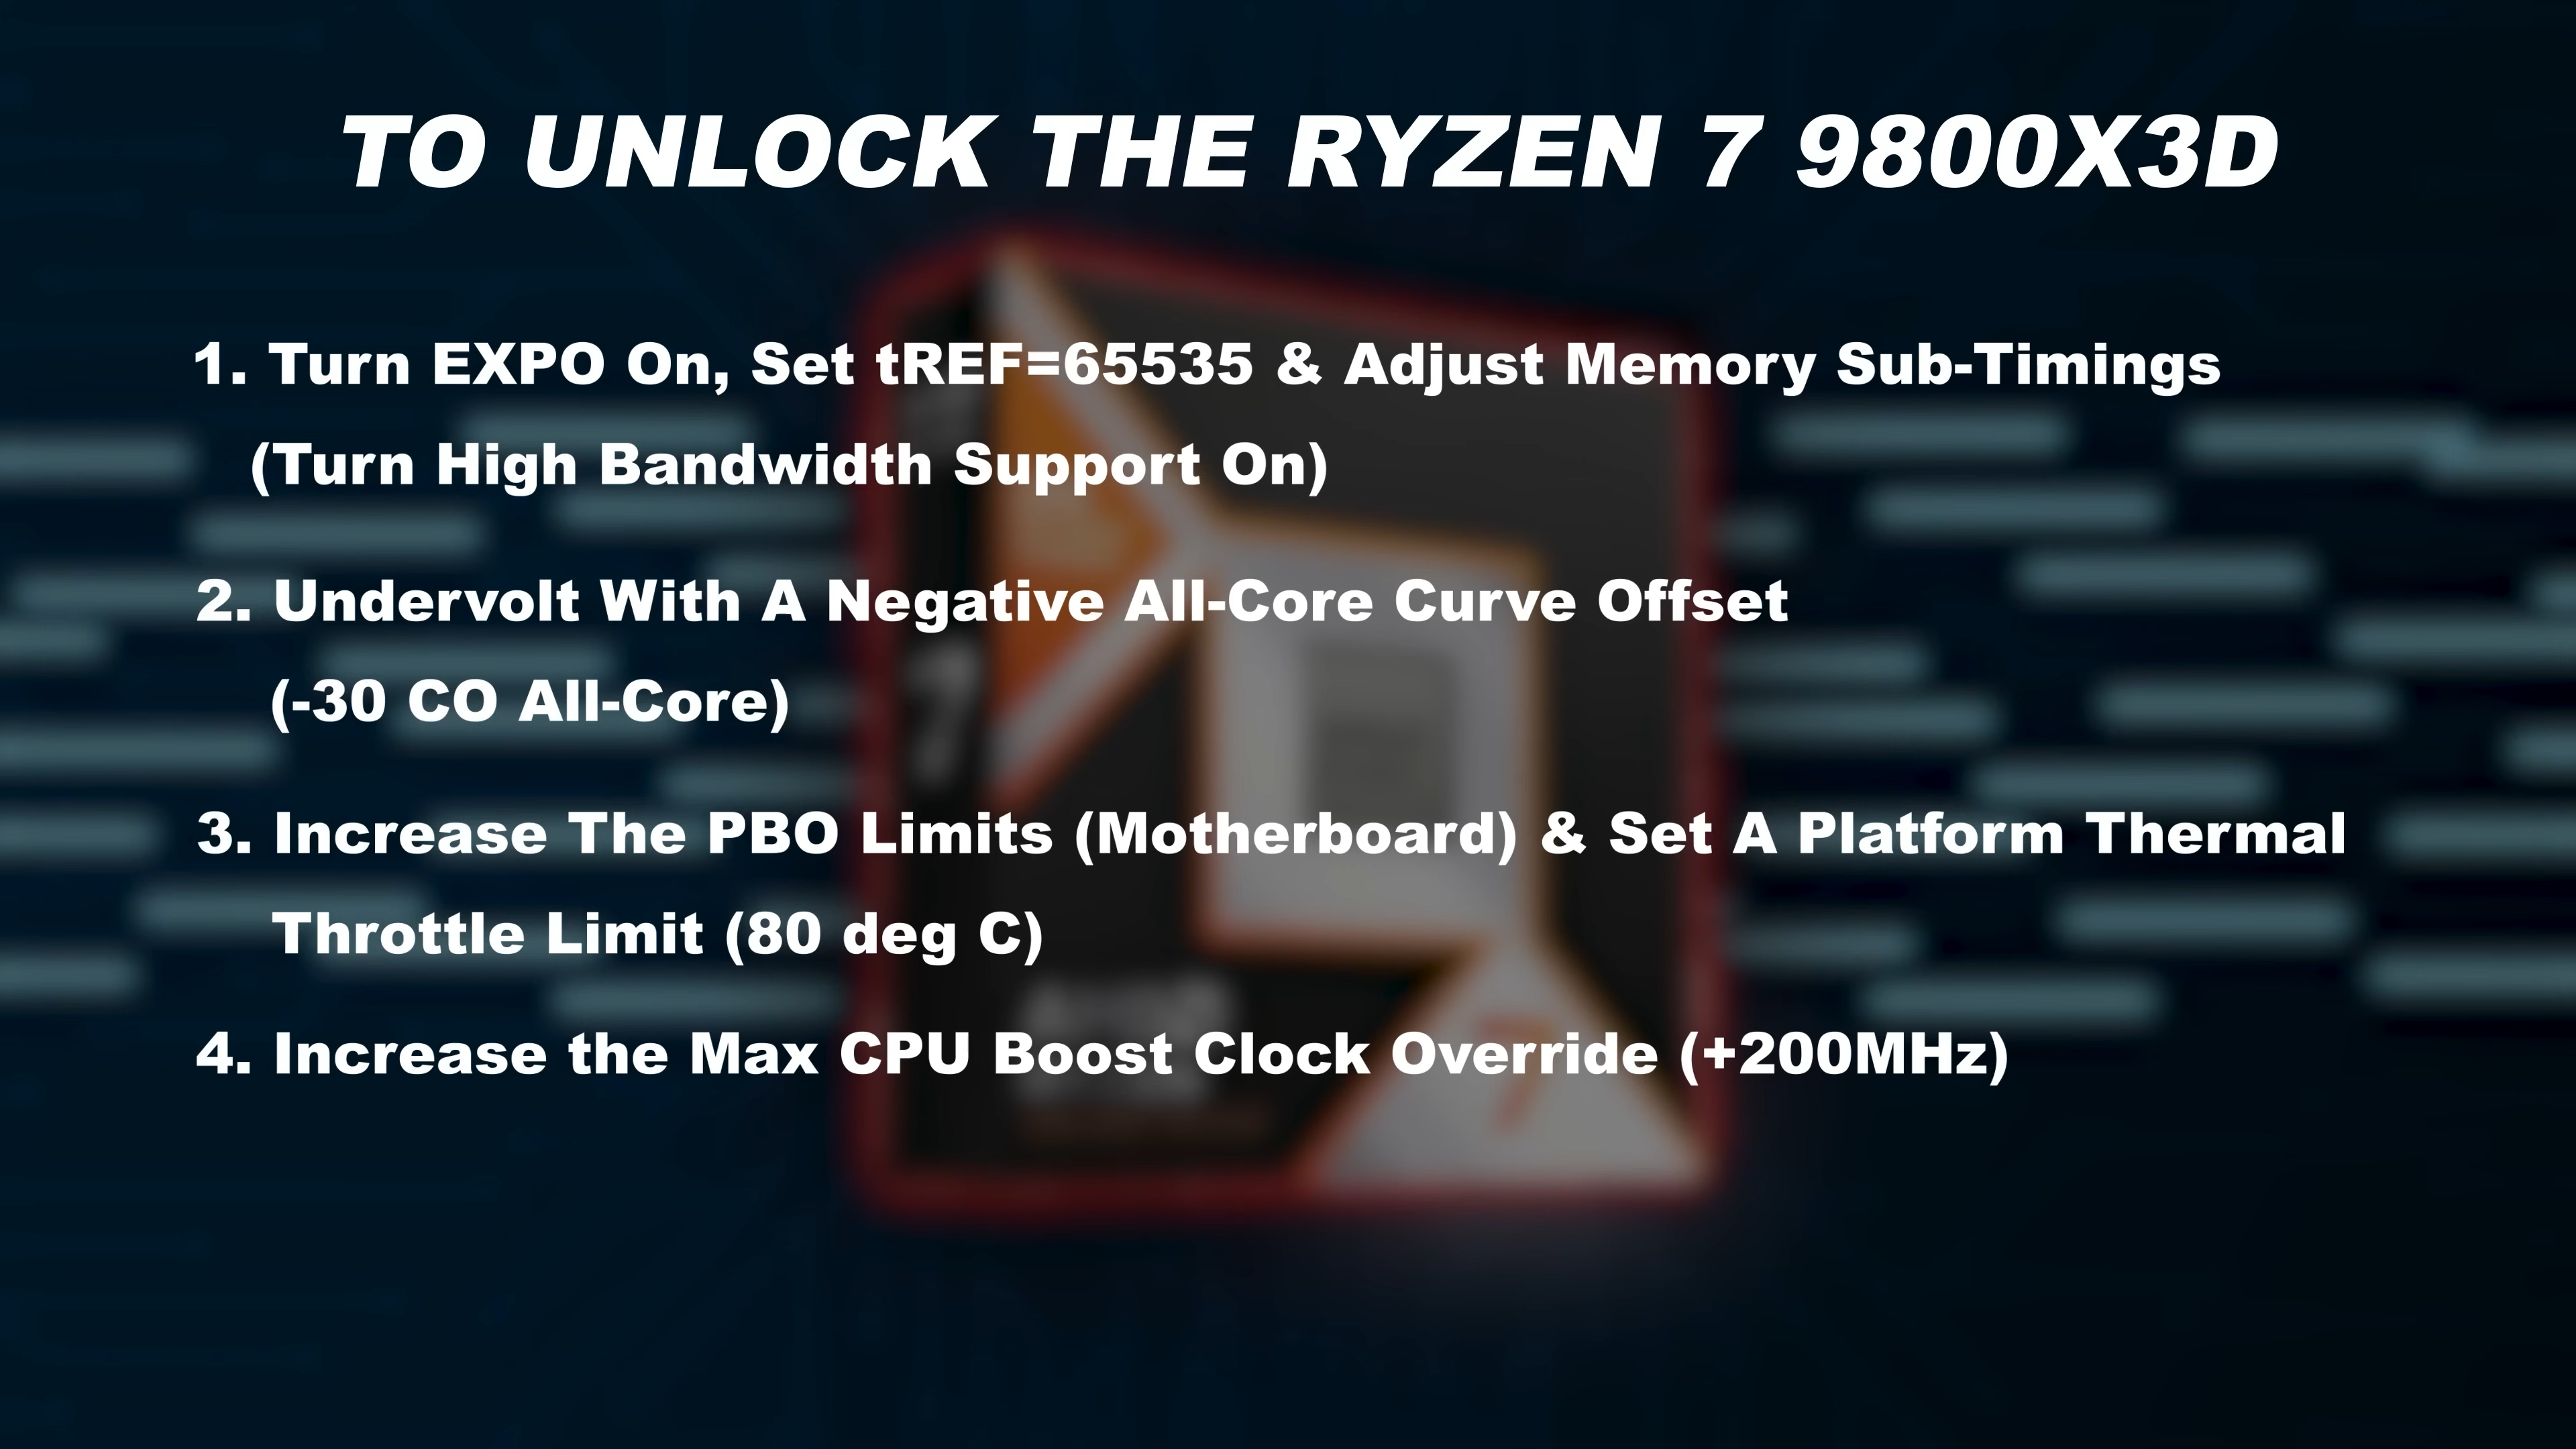 TO UNLOCK THE RYZEN 7 9800X3D
1. Turn EXPO On, Set tREF=65535 & Adjust Memory Sub-Timings
(Turn High Bandwidth Support On)
2. Undervolt With A Negative All-Core Curve Offset
(-30 CO All-Core)
3. Increase The PBO Limits (Motherboard) & Set A Platform Thermal
Throttle Limit (80 deg C)
4. Increase the Max CPU Boost Clock Override (+200MHz)
7
7